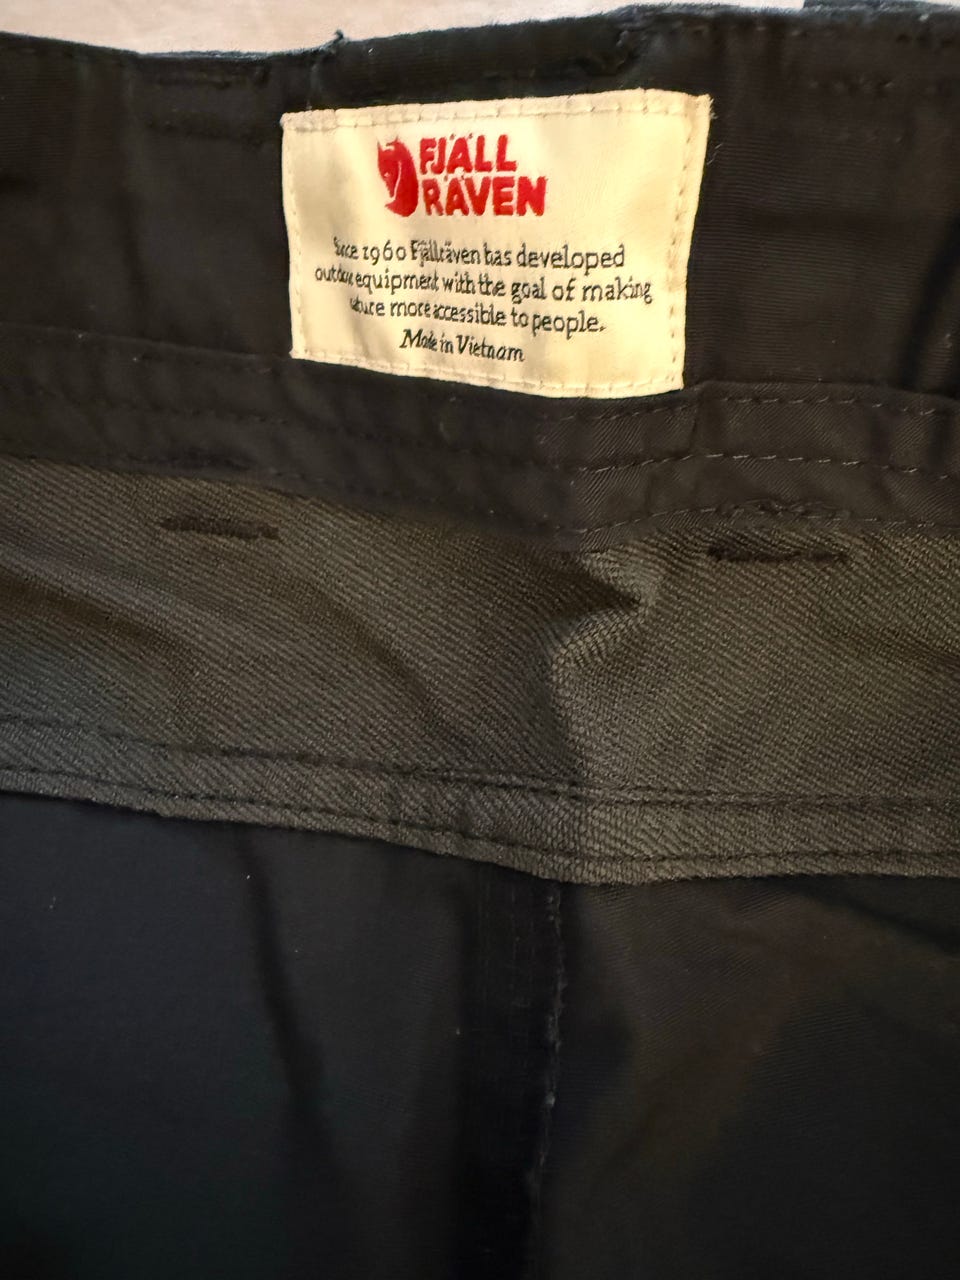 FJÄLL
RÄVEN
Since 1960 Fjällräven has developed
outdoor equipment with the goal of making
nature more accessible to people.
Made in Vietnam